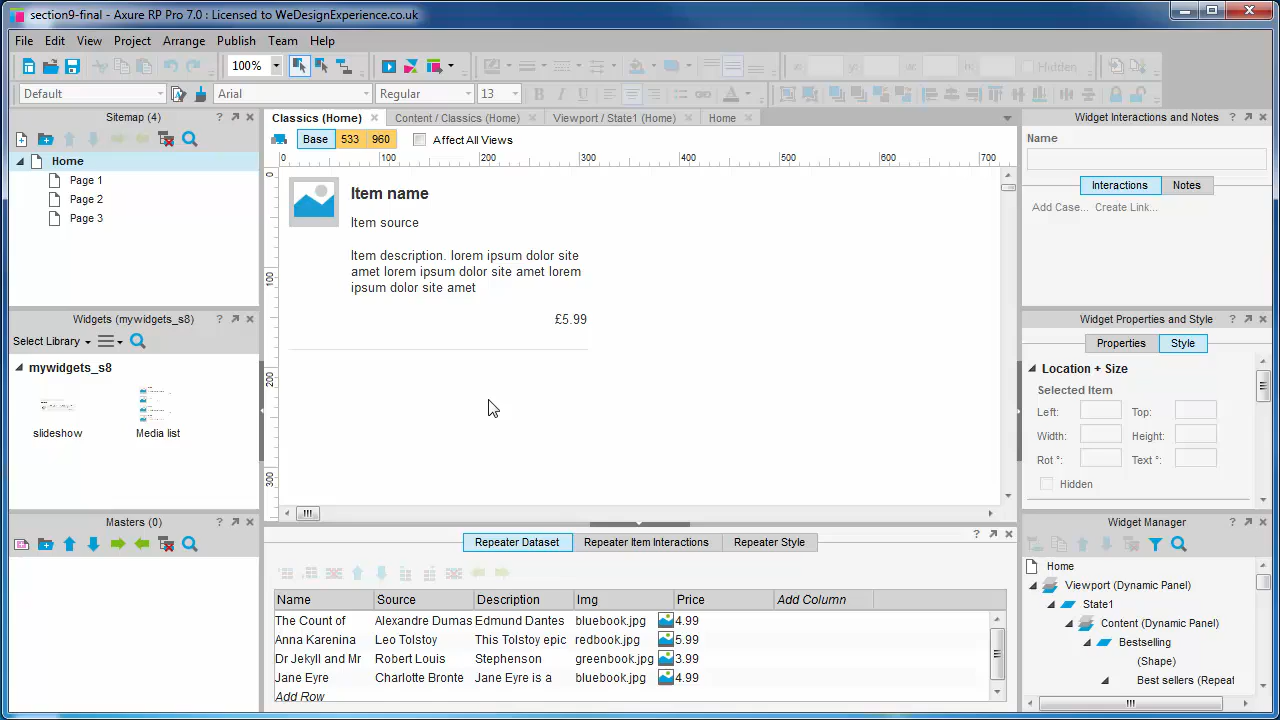 section9-final - Axure RP Pro 7.0 : Licensed to WeDesignExperience.co.uk
File Edit View Project Arrange Publish Team Help
100% Hidden
Default Arial Regular 13
Sitemap (4)
Home
Page 1
Page 2
Page 3
Widgets (mywidgets_s8)
Select Library
mywidgets_s8
slideshow Media list
Masters (0)
Classics (Home) Content / Classics (Home) Viewport / State1 (Home) Home
Base 533 960 Affect All Views
0 100 200 300 400 500 600 700
0
100
200
300
Item name
Item source
Item description. lorem ipsum dolor site
amet lorem ipsum dolor site amet lorem
ipsum dolor site amet
£5.99
Repeater Dataset Repeater Item Interactions Repeater Style
Name Source Description Img Price Add Column
The Count of Alexandre Dumas Edmund Dantes bluebook.jpg 4.99
Anna Karenina Leo Tolstoy This Tolstoy epic redbook.jpg 5.99
Dr Jekyll and Mr Robert Louis Stephenson greenbook.jpg 3.99
Jane Eyre Charlotte Bronte Jane Eyre is a bluebook.jpg 4.99
Add Row
Widget Interactions and Notes
Name
Interactions Notes
Add Case... Create Link...
Widget Properties and Style
Properties Style
Location + Size
Selected Item
Left: Top:
Width: Height:
Rot °: Text °:
Hidden
Widget Manager
Home
Viewport (Dynamic Panel)
State1
Content (Dynamic Panel)
Bestselling
(Shape)
Best sellers (Repeat